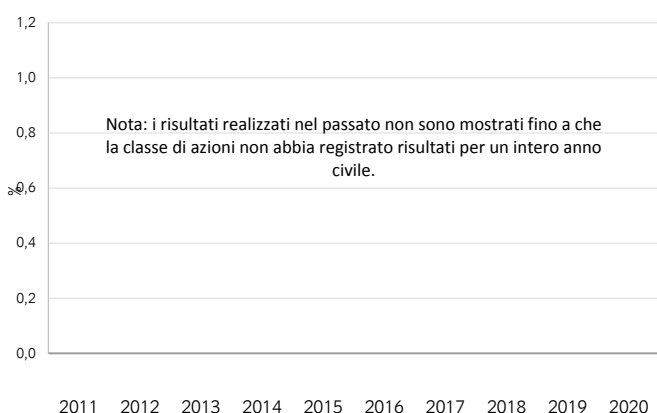 1,2
1,0
Nota: i risultati realizzati nel passato non sono mostrati fino a che
0,8
la classe di azioni non abbia registrato risultati per un intero anno
civile.
%
0,6
0,4
0,2
0,0
2011 2012 2013 2014 2015 2016 2017 2018 2019 2020